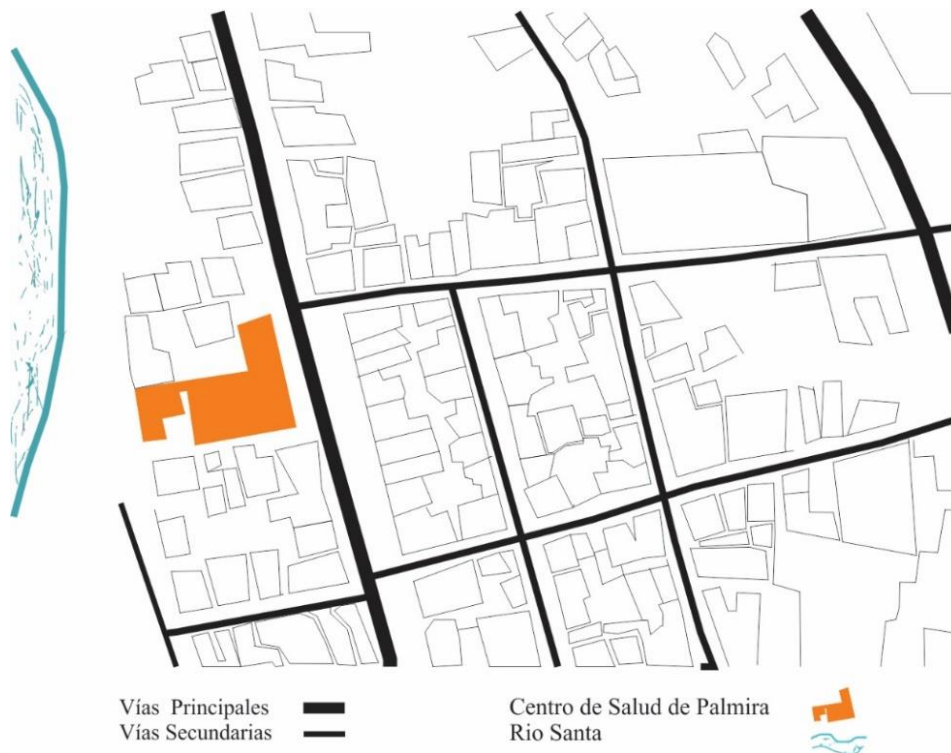 Vías Principales
Vías Secundarias
Centro de Salud de Palmira
Rio Santa